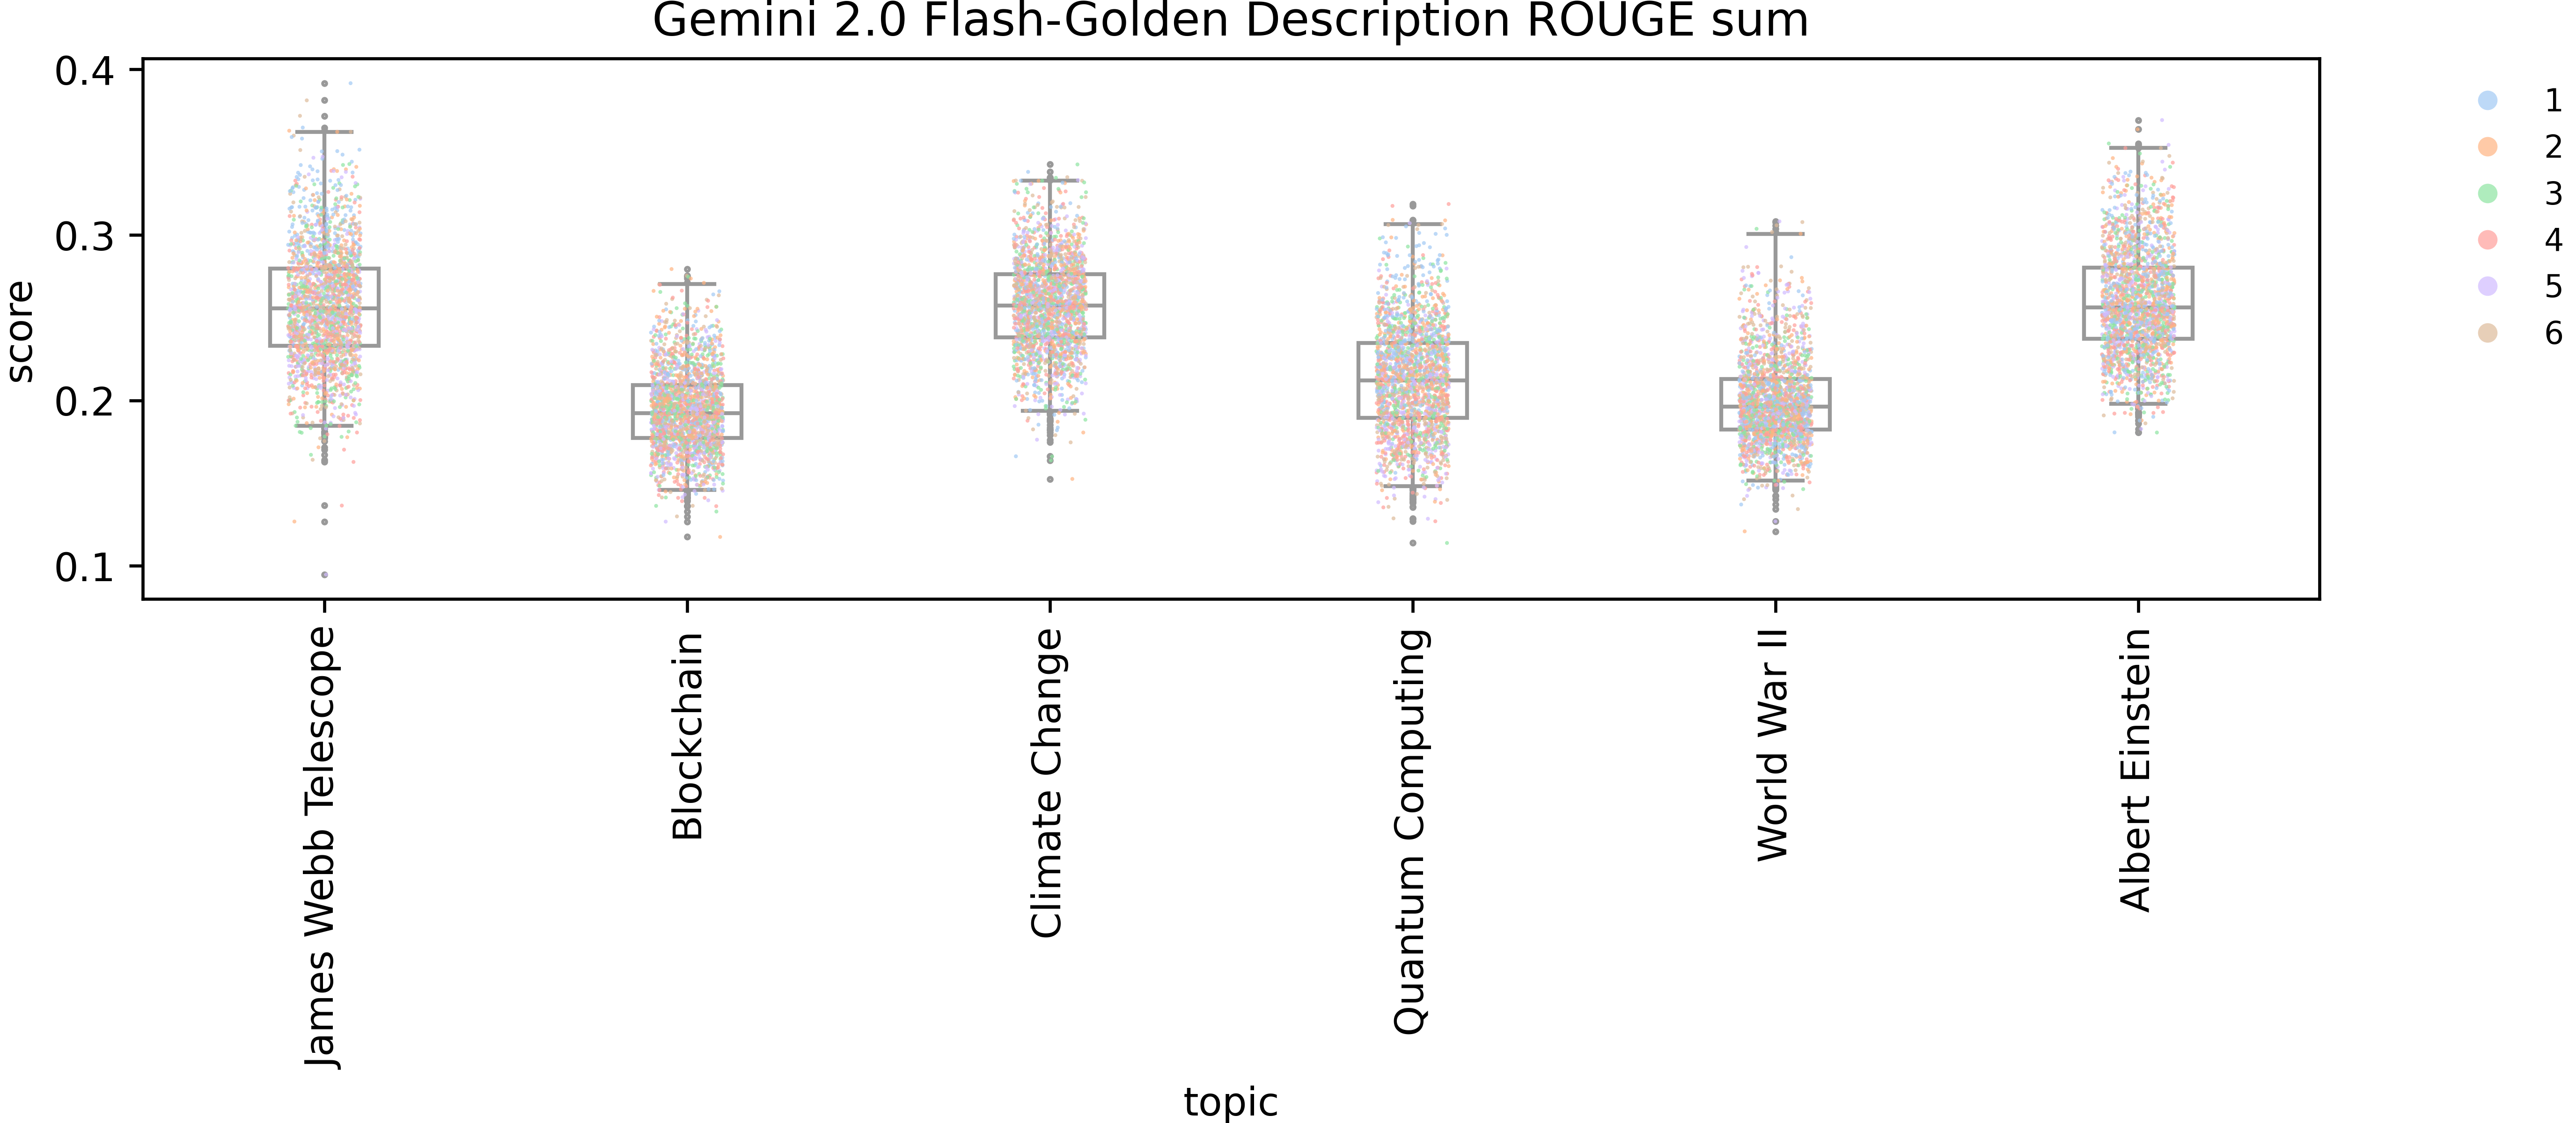 Gemini 2.0 Flash-Golden Description ROUGE sum
score
0.4
0.3
0.2
0.1
James Webb Telescope
Blockchain
Climate Change
Quantum Computing
World War II
Albert Einstein
topic
1
2
3
4
5
6